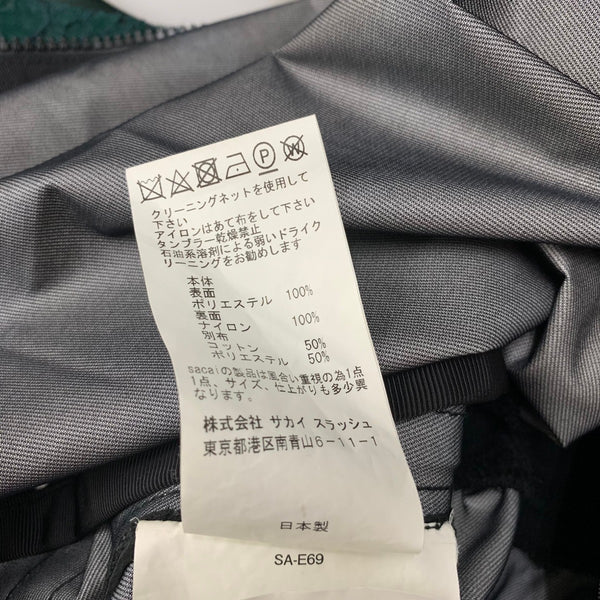 クリーニングネットを使用して
下さい
アイロンはあて布をして下さい
タンブラー乾燥禁止
石油系溶剤による弱いドライク
リーニングをお勧めします
本体
表面
ポリエステル 100%
裏面
ナイロン 100%
別布
コットン 50%
ポリエステル 50%
sacaiの製品は風合い重視の為1点
1点、サイズ、仕上がりも多少異
なります。
株式会社 サカイ スラッシュ
東京都港区南青山6-11-1
日本製
SA-E69